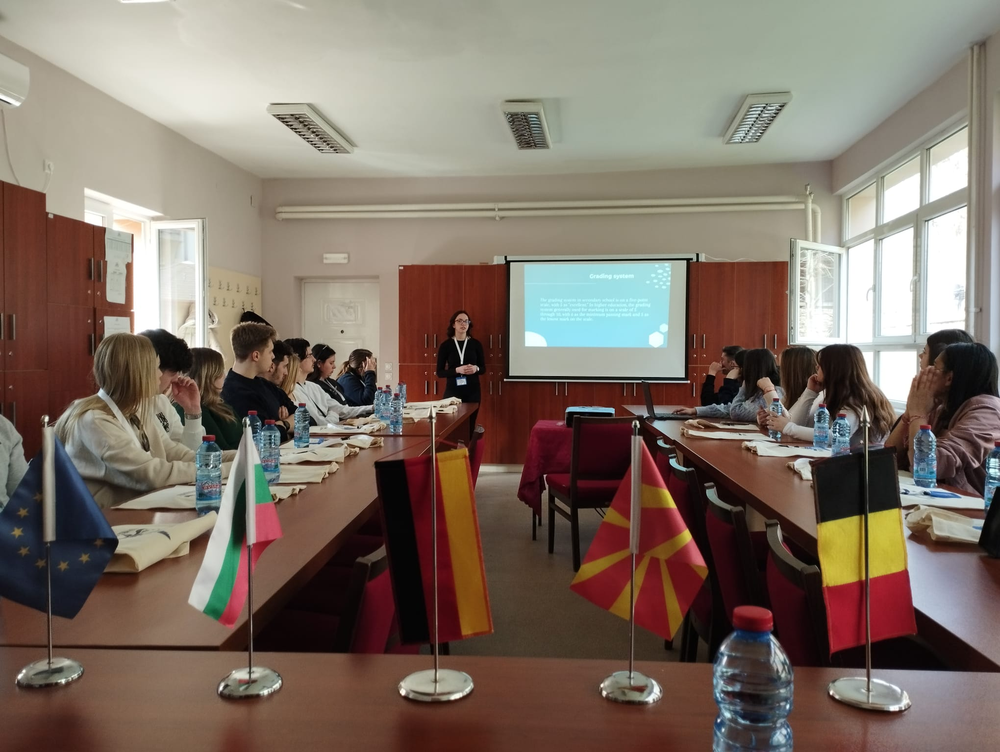 Grading system
The grading system in secondary school is on a five-point
scale, with 5 as "excellent." In higher education, the grading
system generally used for marking is on a scale of 5
through 10, with 6 as the minimum passing mark and 5 as
the lowest mark on the scale.